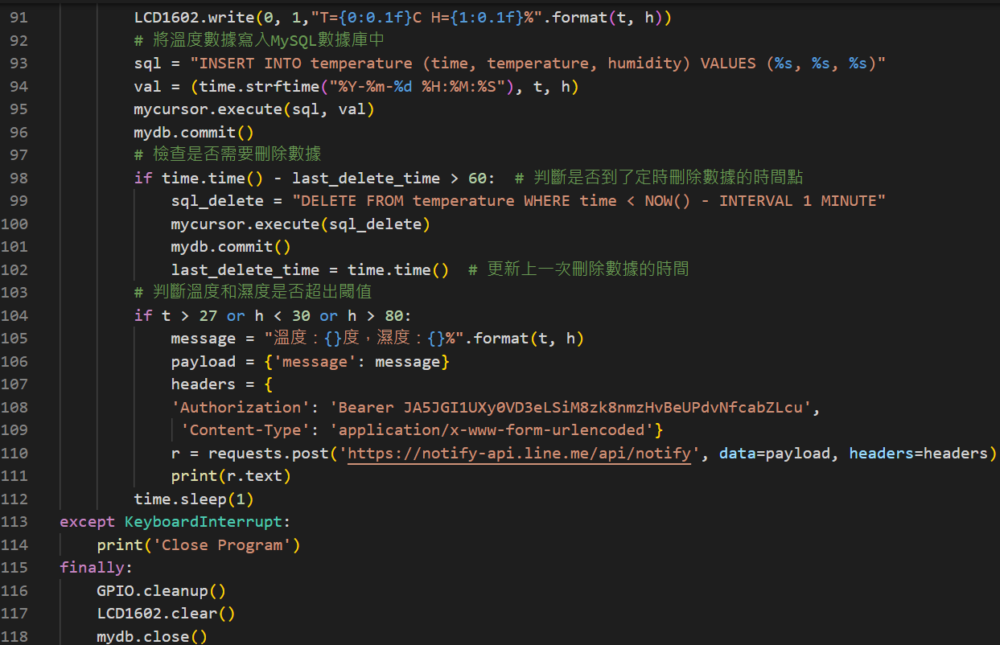 91 LCD1602.write(0, 1,"T={0:0.1f}C H={1:0.1f}%".format(t, h))
92 # 將溫度數據寫入MySQL數據庫中
93 sql = "INSERT INTO temperature (time, temperature, humidity) VALUES (%s, %s, %s)"
94 val = (time.strftime("%Y-%m-%d %H:%M:%S"), t, h)
95 mycursor.execute(sql, val)
96 mydb.commit()
97 # 檢查是否需要刪除數據
98 if time.time() - last_delete_time > 60:  # 判斷是否到了定時刪除數據的時間點
99 sql_delete = "DELETE FROM temperature WHERE time < NOW() - INTERVAL 1 MINUTE"
100 mycursor.execute(sql_delete)
101 mydb.commit()
102 last_delete_time = time.time()  # 更新上一次刪除數據的時間
103 # 判斷溫度和濕度是否超出閾值
104 if t > 27 or h < 30 or h > 80:
105 message = "溫度：{}度，濕度：{}%".format(t, h)
106 payload = {'message': message}
107 headers = {
108 'Authorization': 'Bearer JA5JGI1UXy0VD3eLSiM8zk8nmzHvBeUPdvNfcabZLcu',
109 'Content-Type': 'application/x-www-form-urlencoded'}
110 r = requests.post('https://notify-api.line.me/api/notify', data=payload, headers=headers)
111 print(r.text)
112 time.sleep(1)
113 except KeyboardInterrupt:
114 print('Close Program')
115 finally:
116 GPIO.cleanup()
117 LCD1602.clear()
118 mydb.close()